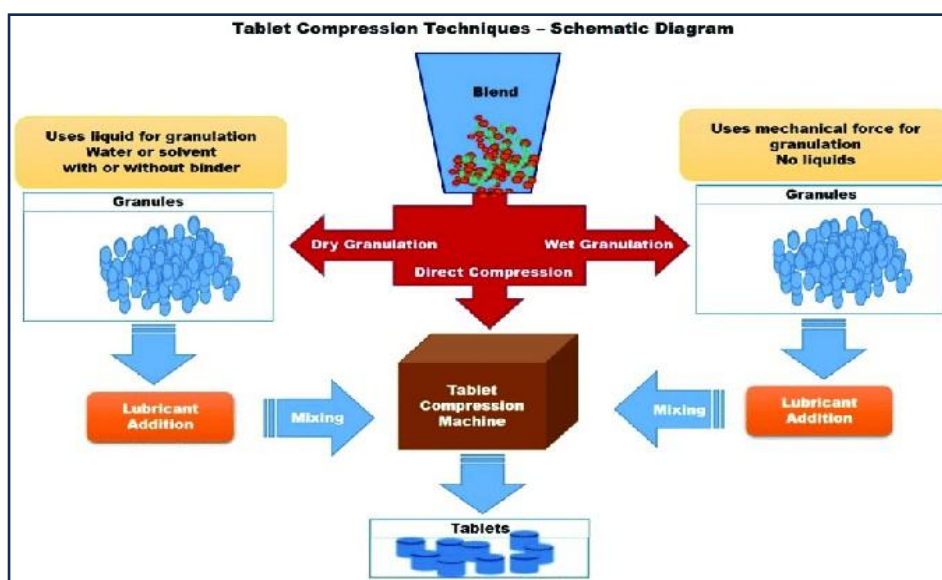 Tablet Compression Techniques – Schematic Diagram
Blend
Uses liquid for granulation
Water or solvent
with or without binder
Uses mechanical force for
granulation
No liquids
Granules
Granules
Dry Granulation
Wet Granulation
Direct Compression
Lubricant
Addition
Mixing
Tablet
Compression
Machine
Mixing
Lubricant
Addition
Tablets